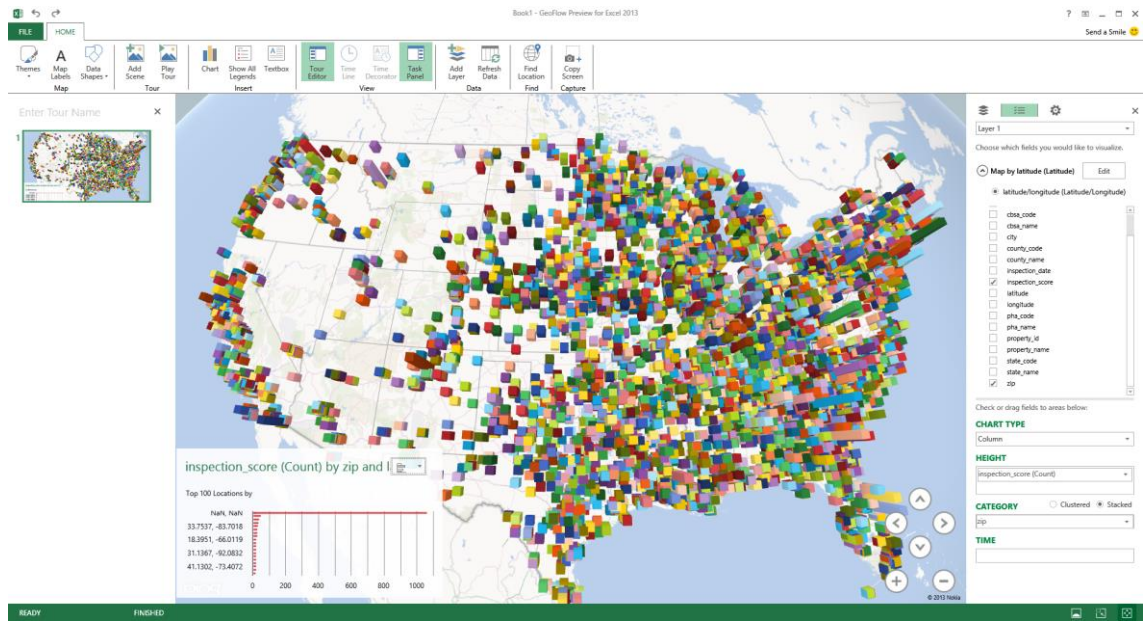 Book1 - GeoFlow Preview for Excel 2013
FILE HOME
Send a Smile
Themes
Map Labels
Data Shapes
Add Scene
Play Tour
Chart
Show All Legends
Textbox
Tour Editor
Time Line
Time Decorator
Task Panel
Add Layer
Refresh Data
Find Location
Copy Screen
Map
Tour
Insert
View
Data
Find
Capture
Enter Tour Name
1
Layer 1
Choose which fields you would like to visualize.
Map by latitude (Latitude)
Edit
latitude/longitude (Latitude/Longitude)
cbsa_code
cbsa_name
city
county_code
county_name
inspection_date
inspection_score
latitude
longitude
pha_code
pha_name
property_id
property_name
state_code
state_name
zip
Check or drag fields to areas below:
CHART TYPE
Column
HEIGHT
inspection_score (Count)
CATEGORY
Clustered
Stacked
zip
TIME
inspection_score (Count) by zip and l
Top 100 Locations by
NaN, NaN
33.7537, -83.7018
18.3951, -66.0119
31.1367, -92.0832
41.1302, -73.4072
0 200 400 600 800 1000
© 2013 Nokia
READY
FINISHED